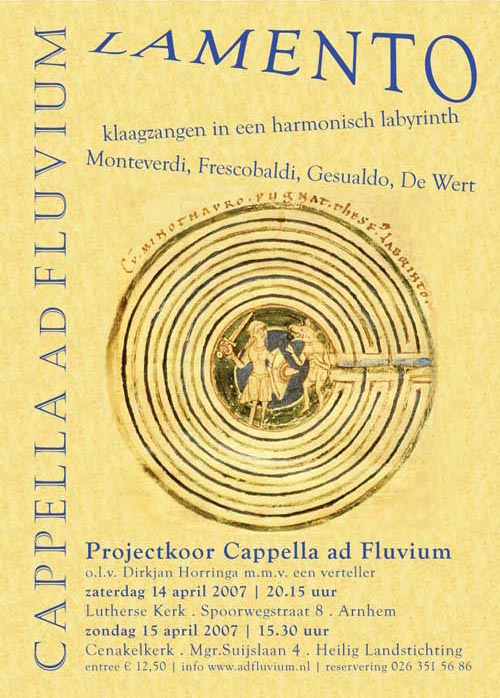 CAPPELLA AD FLUVIUM
LAMENTO
klaagzangen in een harmonisch labyrinth
Monteverdi, Frescobaldi, Gesualdo, De Wert
Projectkoor Cappella ad Fluvium
o.l.v. Dirkjan Horringa m.m.v. een verteller
zaterdag 14 april 2007 | 20.15 uur
Lutherse Kerk . Spoorwegstraat 8 . Arnhem
zondag 15 april 2007 | 15.30 uur
Cenakelkerk . Mgr.Suijslaan 4 . Heilig Landstichting
entree € 12,50 | info www.adfluvium.nl | reservering 026 351 56 86